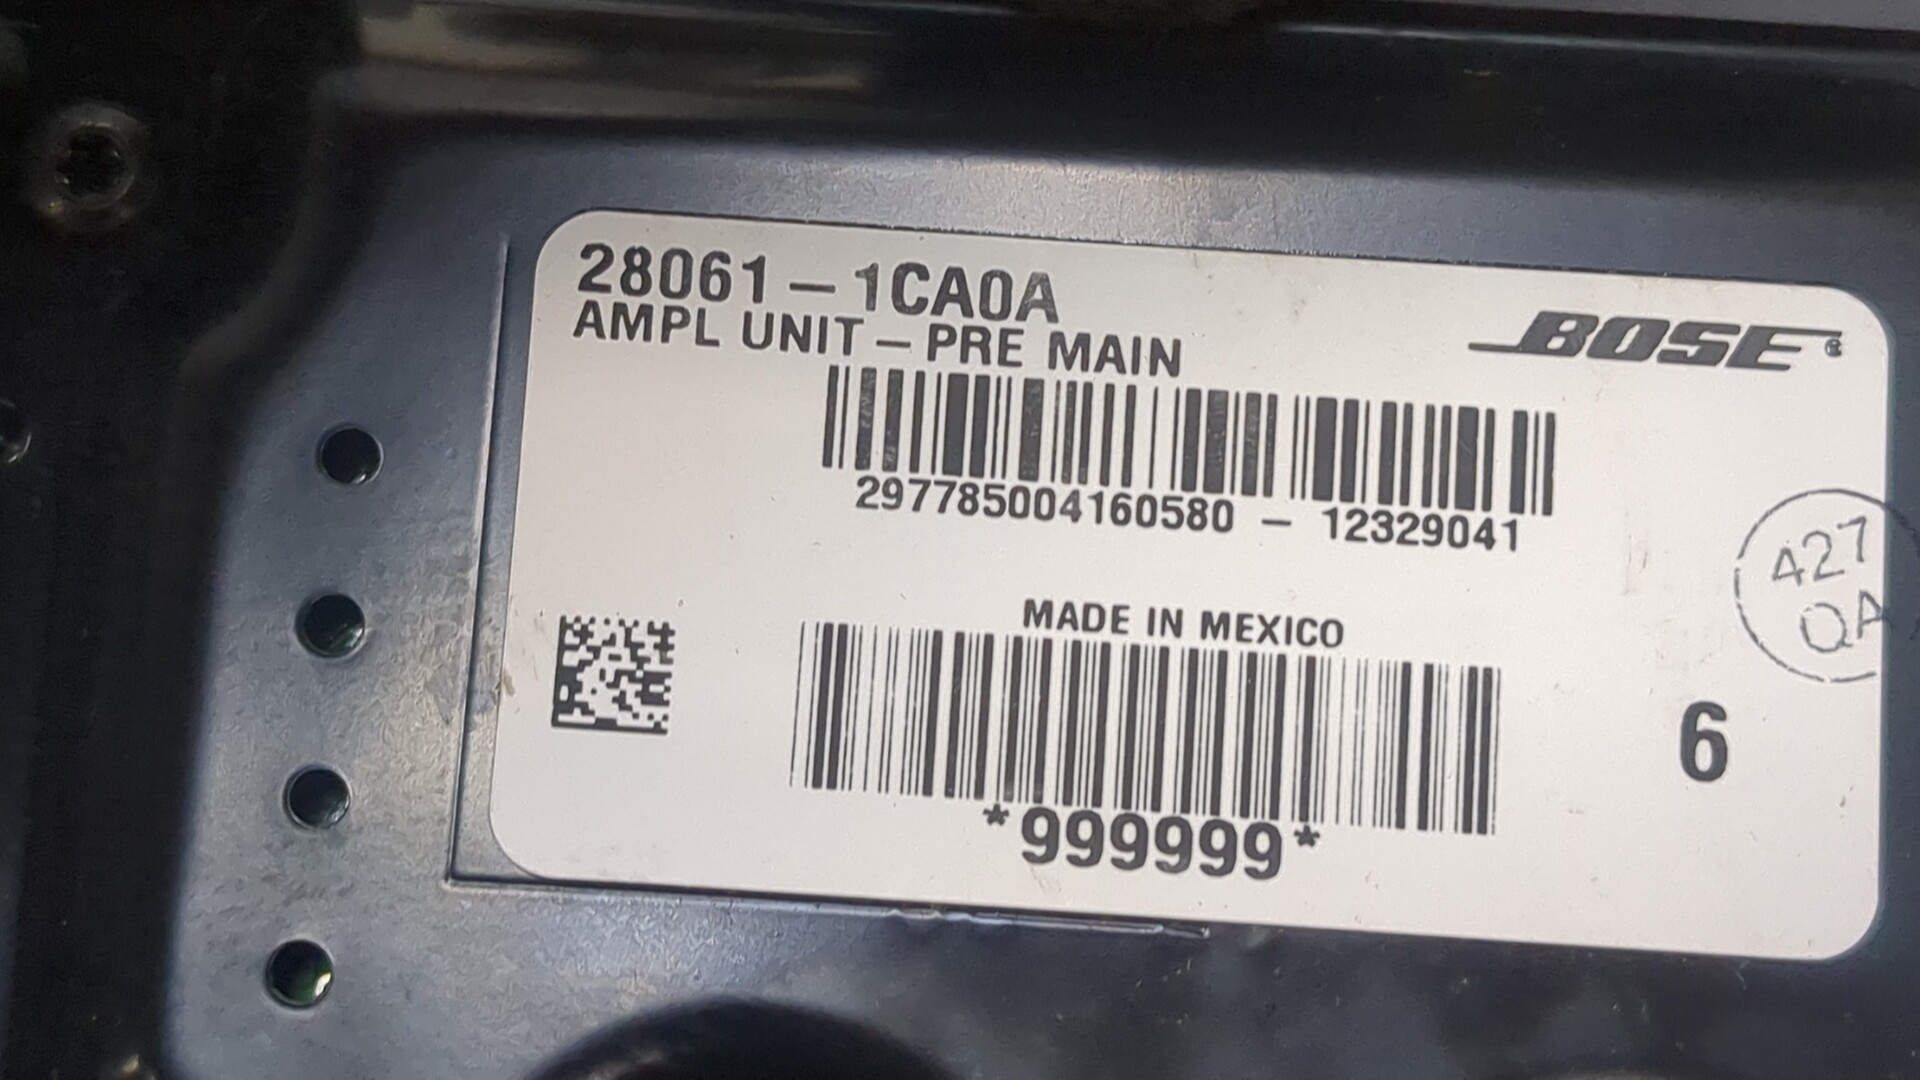 28061-1CA0A
AMPL UNIT-PRE MAIN
BOSE®
297785004160580 - 12329041
427
QA
MADE IN MEXICO
6
*999999*